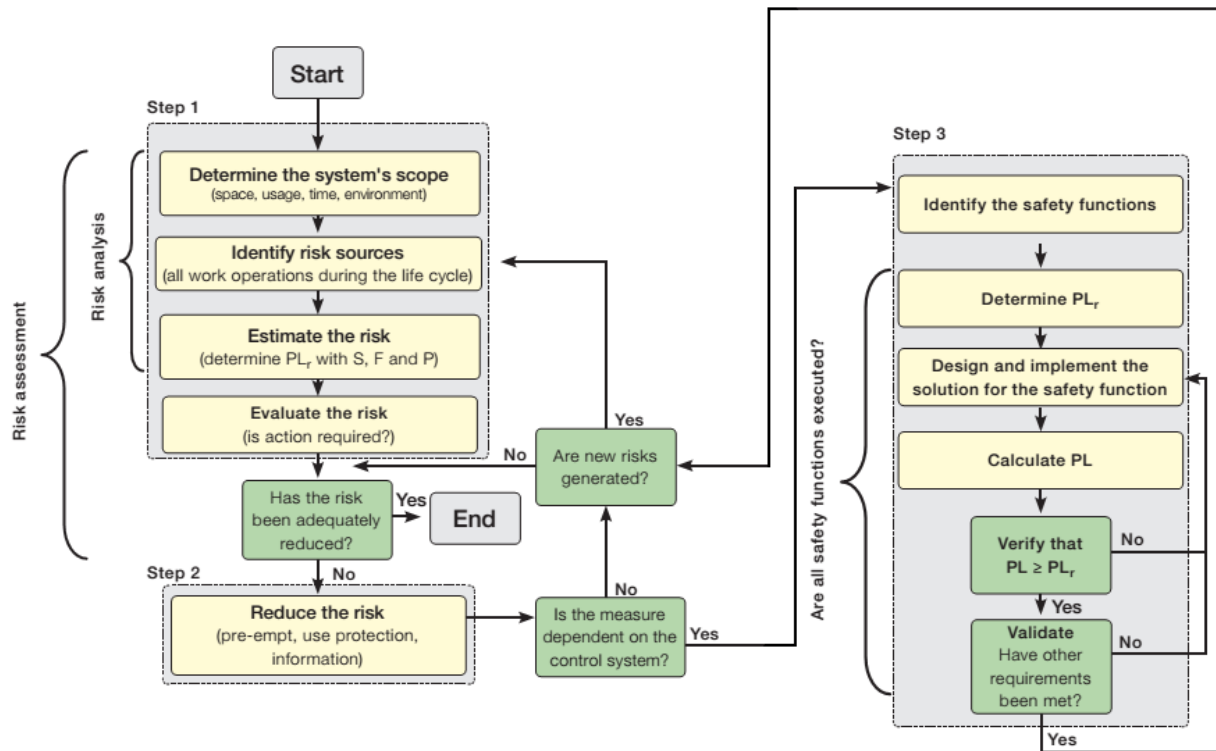 Start
Step 1
Determine the system's scope
(space, usage, time, environment)
Identify risk sources
(all work operations during the life cycle)
Estimate the risk
(determine PLr with S, F and P)
Evaluate the risk
(is action required?)
Risk analysis
Risk assessment
Has the risk
been adequately
reduced?
Yes
End
No
Step 2
Reduce the risk
(pre-empt, use protection,
information)
Is the measure
dependent on the
control system?
No
Yes
Are new risks
generated?
Yes
No
Step 3
Identify the safety functions
Determine PLr
Design and implement the
solution for the safety function
Calculate PL
Verify that
PL ≥ PLr
No
Yes
Validate
Have other
requirements
been met?
No
Yes
Are all safety functions executed?